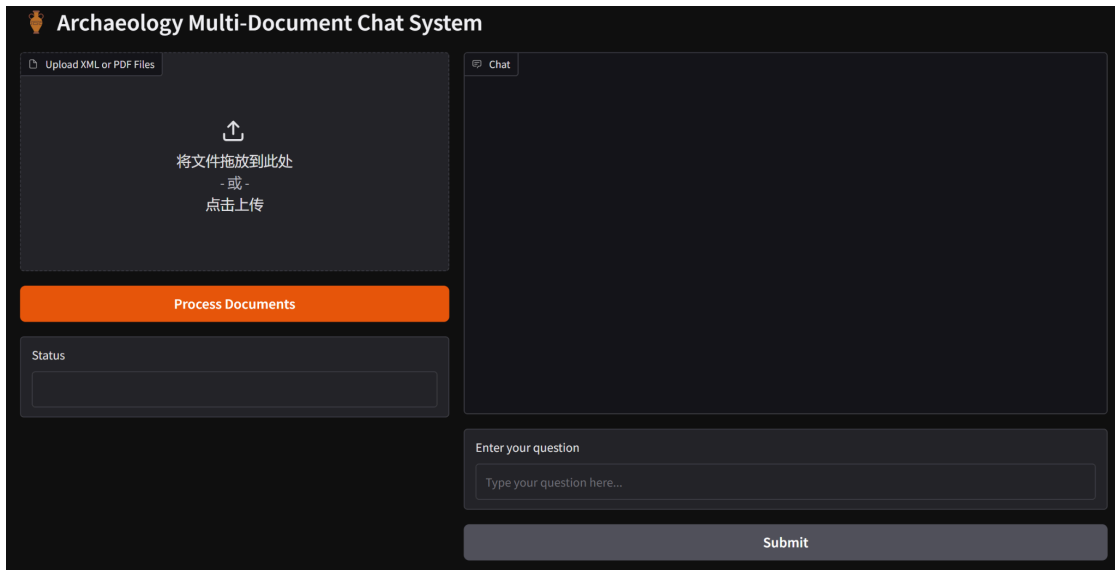 Archaeology Multi-Document Chat System
Upload XML or PDF Files
将文件拖放到此处
- 或 -
点击上传
Process Documents
Status
Chat
Enter your question
Type your question here...
Submit